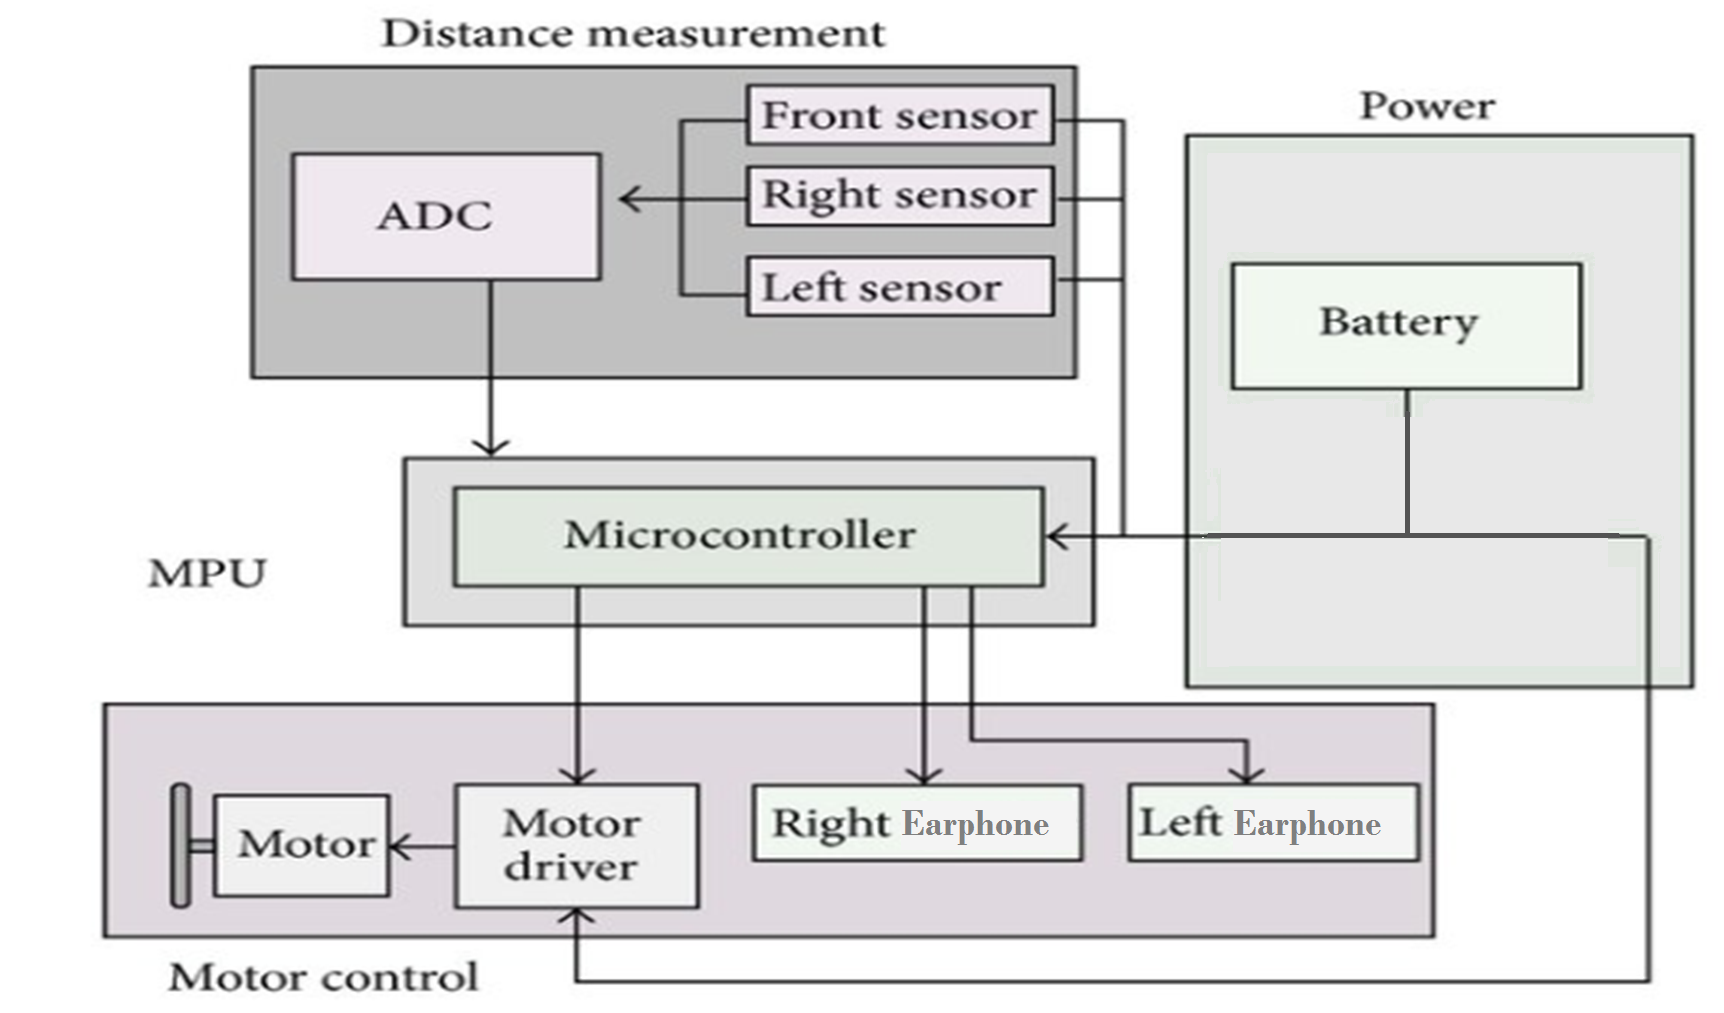 Distance measurement
Front sensor
Right sensor
Left sensor
ADC
Power
Battery
Microcontroller
MPU
Motor
Motor
driver
Right Earphone
Left Earphone
Motor control